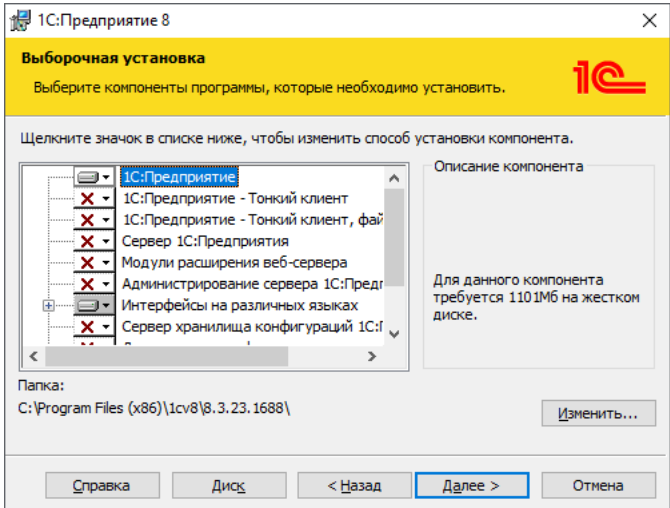 1С:Предприятие 8
Выборочная установка
Выберите компоненты программы, которые необходимо установить.
1С
Щелкните значок в списке ниже, чтобы изменить способ установки компонента.
1С:Предприятие
1С:Предприятие - Тонкий клиент
1С:Предприятие - Тонкий клиент, фай
Сервер 1С:Предприятия
Модули расширения веб-сервера
Администрирование сервера 1С:Предп
Интерфейсы на различных языках
Сервер хранилища конфигураций 1С:П
Описание компонента
Для данного компонента
требуется 1101Мб на жестком
диске.
Папка:
C:\Program Files (x86)\1cv8\8.3.23.1688\
Изменить...
Справка
Диск
< Назад
Далее >
Отмена